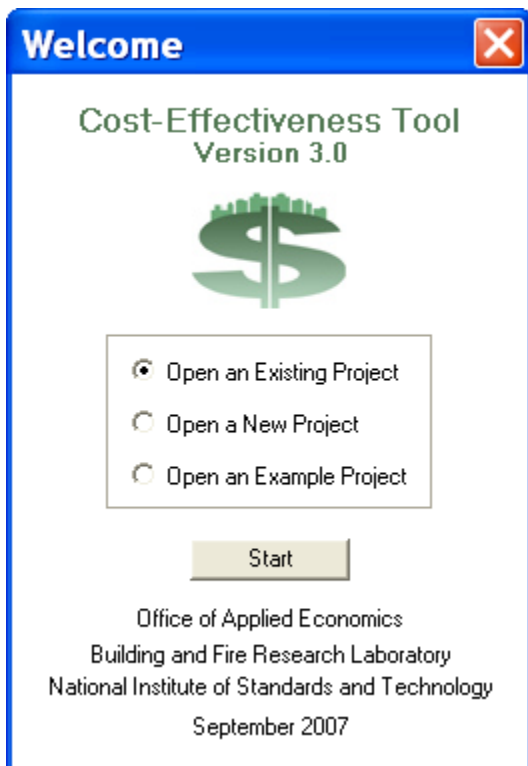 Welcome
Cost-Effectiveness Tool
Version 3.0
Open an Existing Project
Open a New Project
Open an Example Project
Start
Office of Applied Economics
Building and Fire Research Laboratory
National Institute of Standards and Technology
September 2007